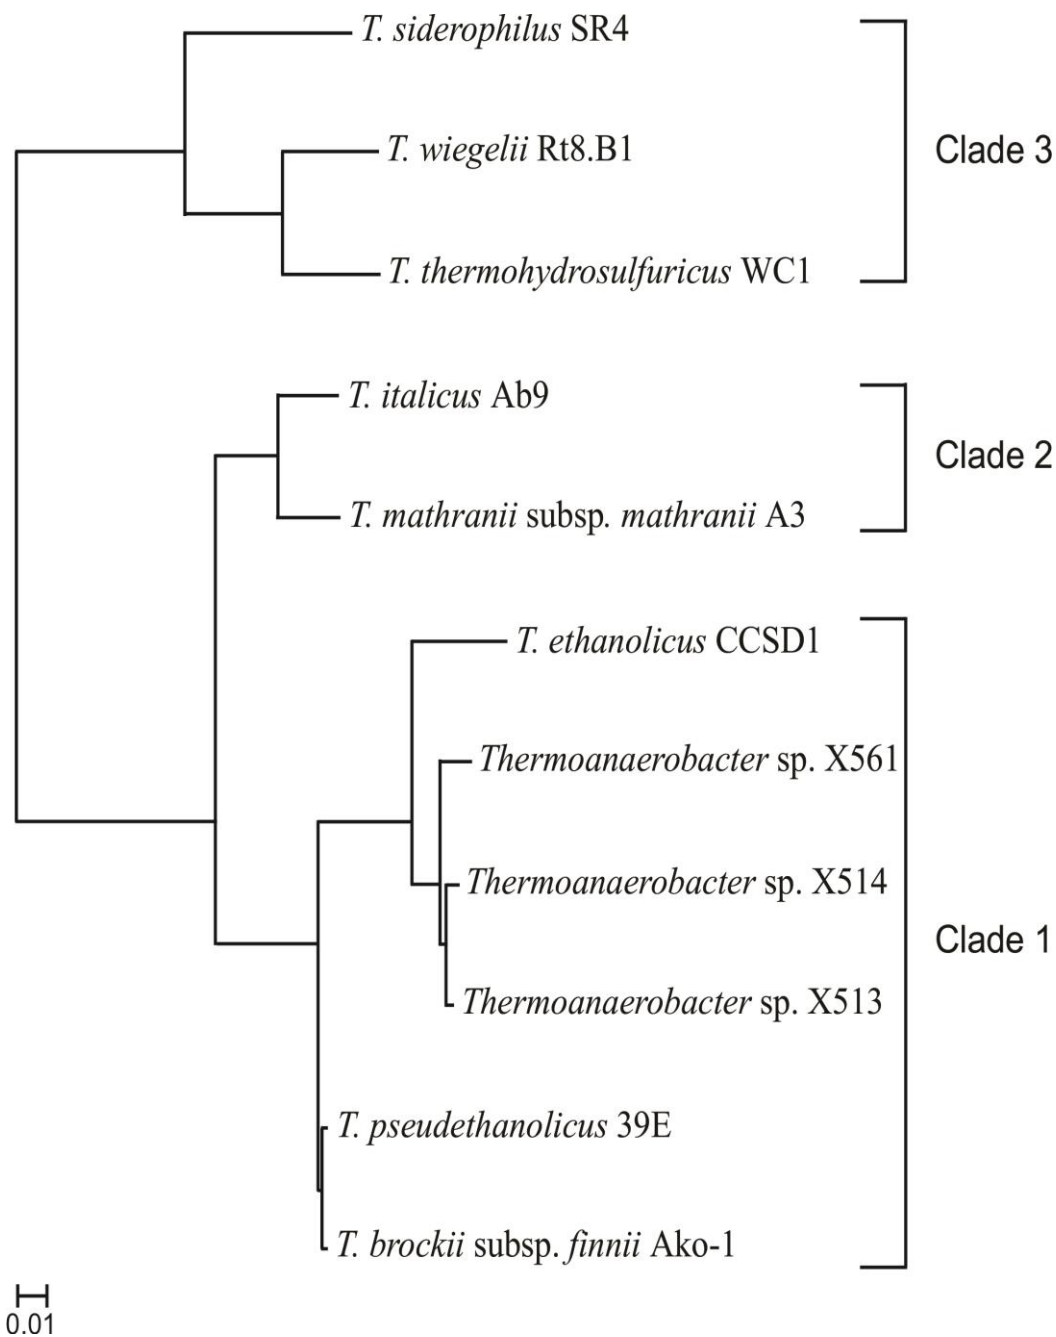 T. siderophilus SR4
T. wiegelii Rt8.B1
Clade 3
T. thermohydrosulfuricus WC1
T. italicus Ab9
Clade 2
T. mathranii subsp. mathranii A3
T. ethanolicus CCSD1
Thermoanaerobacter sp. X561
Thermoanaerobacter sp. X514
Clade 1
Thermoanaerobacter sp. X513
T. pseudethanolicus 39E
T. brockii subsp. finnii Ako-1
0.01